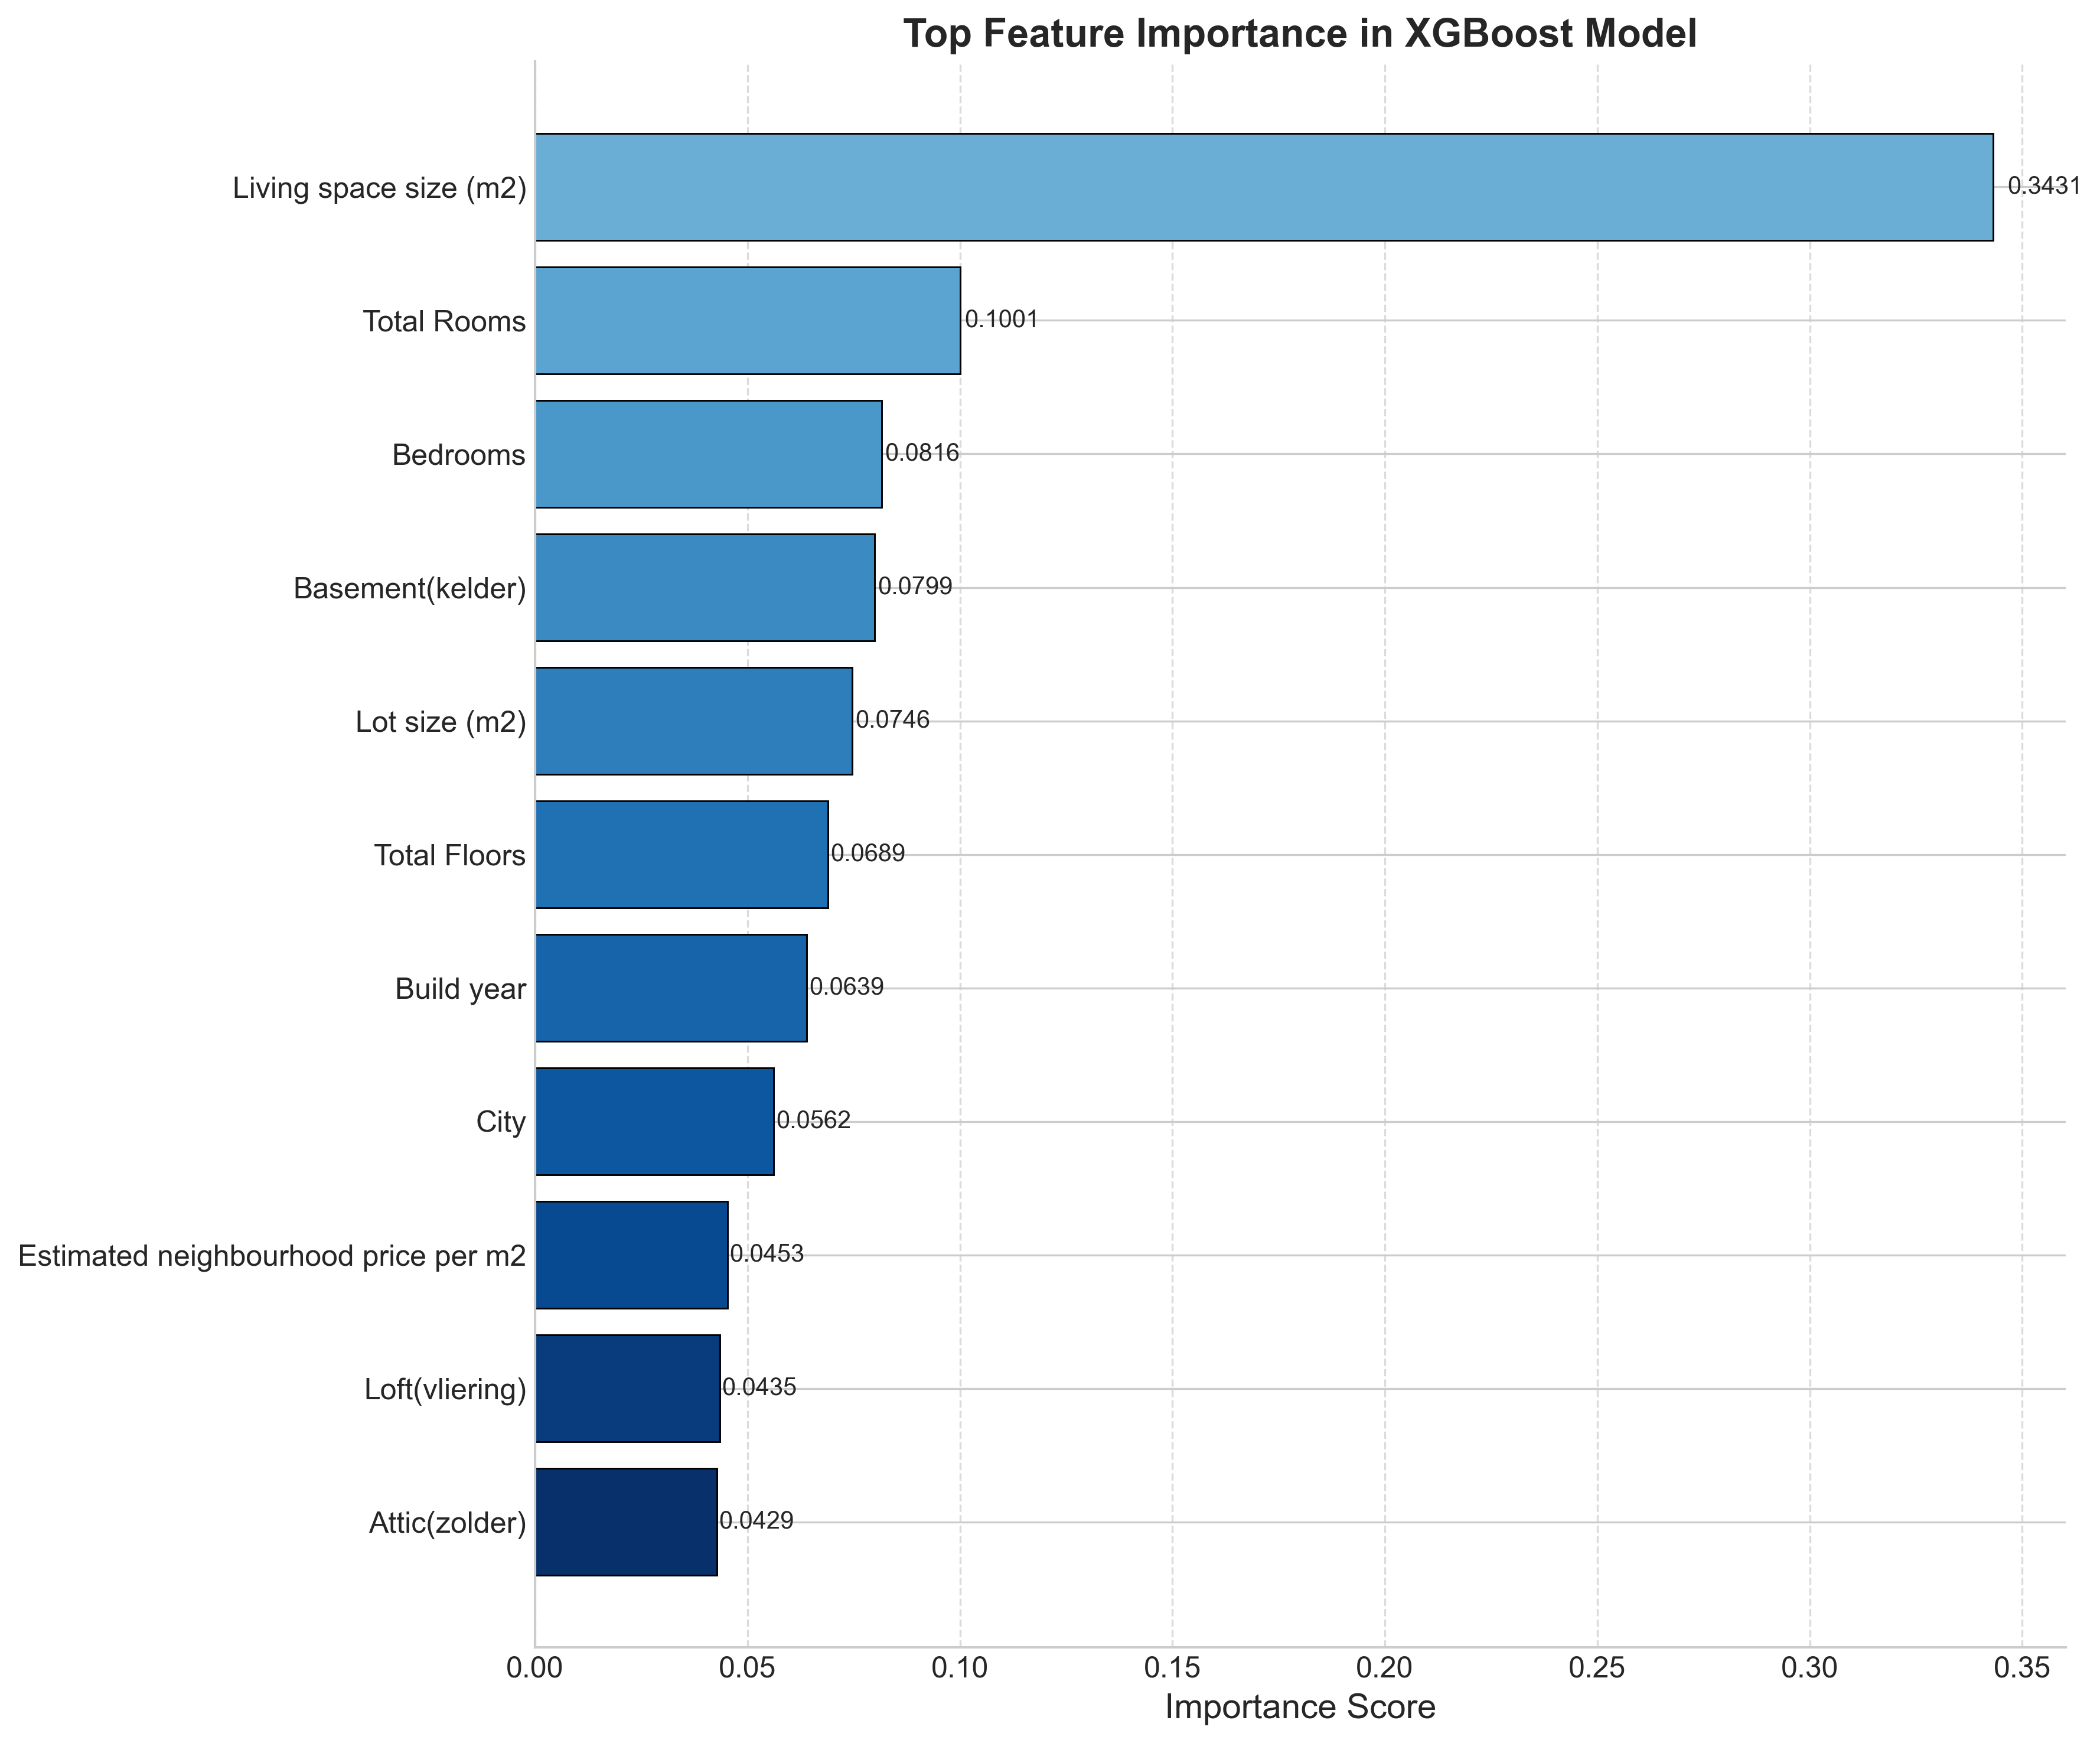 Top Feature Importance in XGBoost Model
Living space size (m2)
0.3431
Total Rooms
0.1001
Bedrooms
0.0816
Basement(kelder)
0.0799
Lot size (m2)
0.0746
Total Floors
0.0689
Build year
0.0639
City
0.0562
Estimated neighbourhood price per m2
0.0453
Loft(vliering)
0.0435
Attic(zolder)
0.0429
0.00 0.05 0.10 0.15 0.20 0.25 0.30 0.35
Importance Score